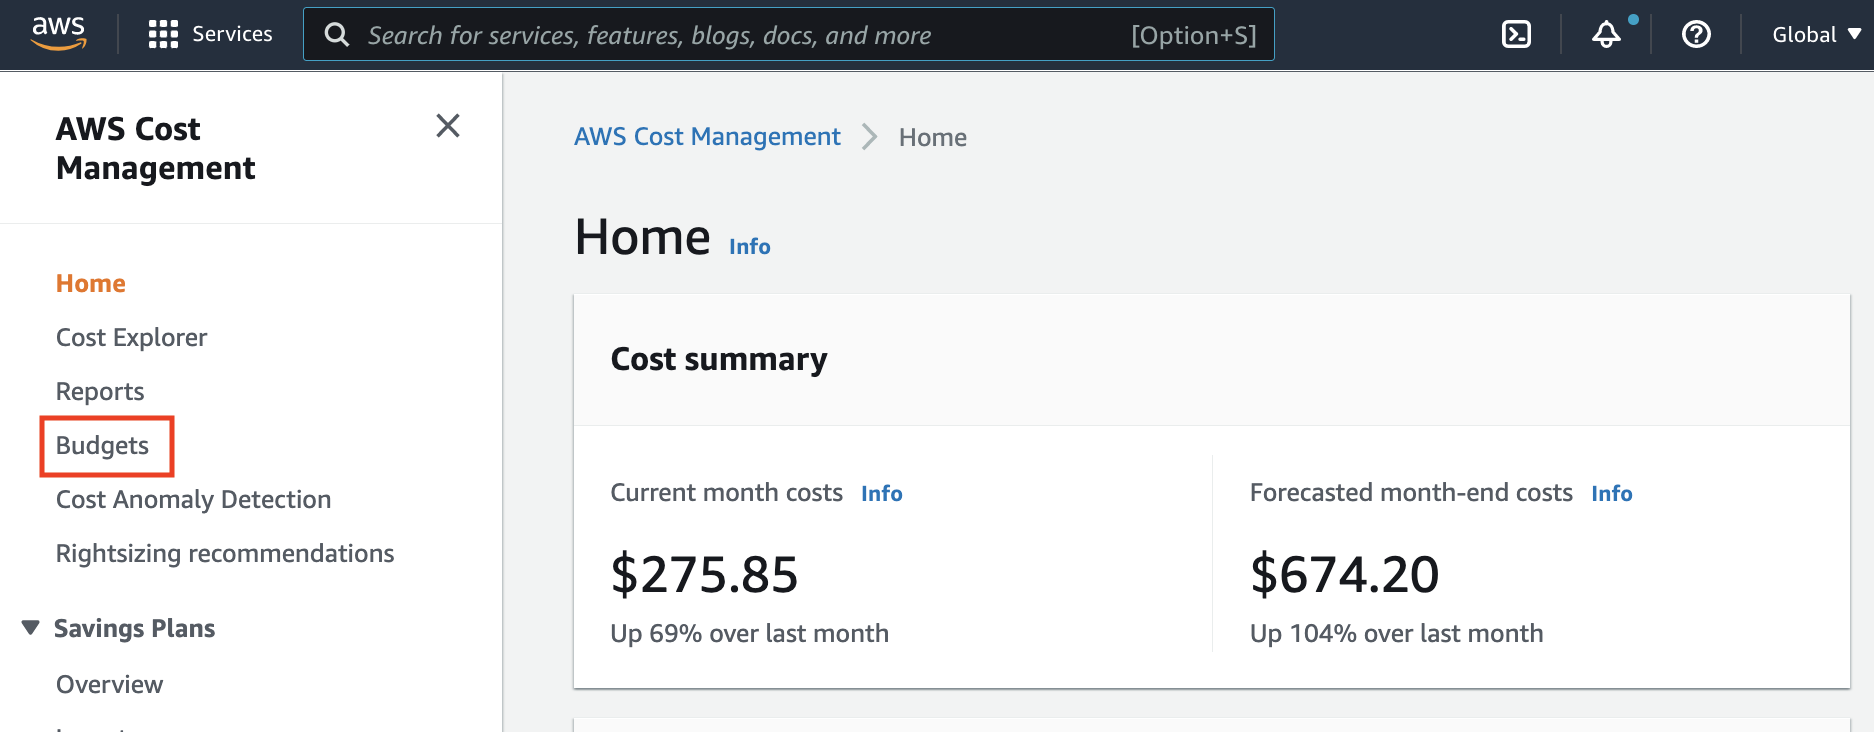 aws
Services
Search for services, features, blogs, docs, and more
[Option+S]
Global
AWS Cost
Management
Home
Cost Explorer
Reports
Budgets
Cost Anomaly Detection
Rightsizing recommendations
Savings Plans
Overview
AWS Cost Management > Home
Home Info
Cost summary
Current month costs Info
$275.85
Up 69% over last month
Forecasted month-end costs Info
$674.20
Up 104% over last month